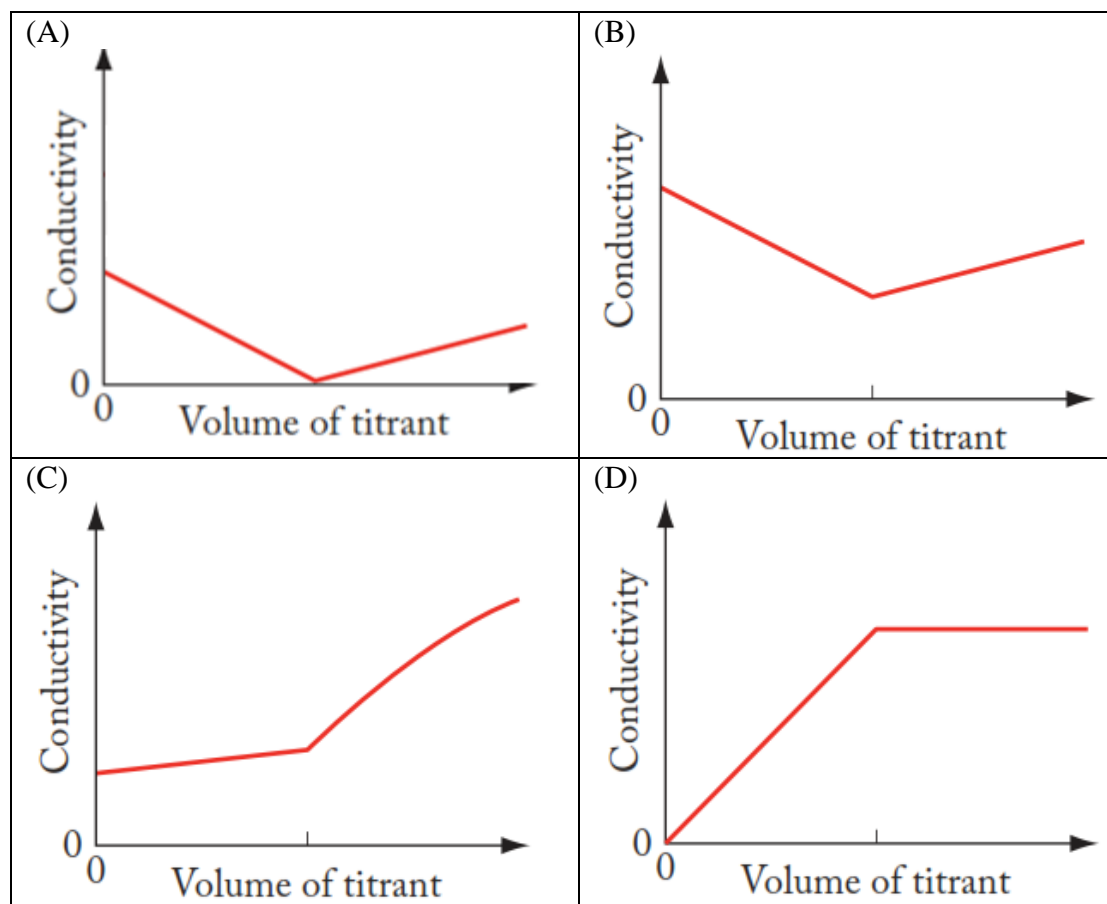 (A)
Conductivity
0
0
Volume of titrant
(B)
Conductivity
0
0
Volume of titrant
(C)
Conductivity
0
0
Volume of titrant
(D)
Conductivity
0
0
Volume of titrant